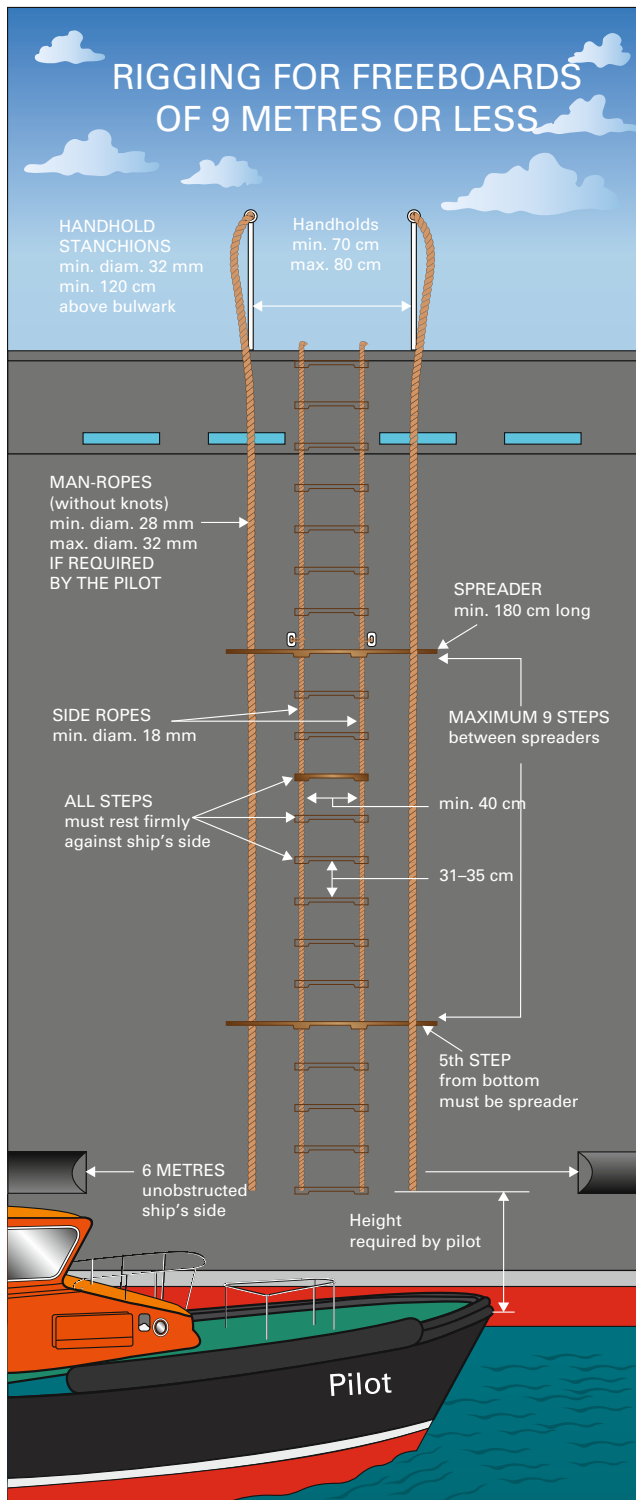 RIGGING FOR FREEBOARDS
OF 9 METRES OR LESS
HANDHOLD
STANCHIONS
min. diam. 32 mm
min. 120 cm
above bulwark
Handholds
min. 70 cm
max. 80 cm
MAN-ROPES
(without knots)
min. diam. 28 mm
max. diam. 32 mm
IF REQUIRED
BY THE PILOT
SPREADER
min. 180 cm long
SIDE ROPES
min. diam. 18 mm
MAXIMUM 9 STEPS
between spreaders
ALL STEPS
must rest firmly
against ship's side
min. 40 cm
31–35 cm
5th STEP
from bottom
must be spreader
6 METRES
unobstructed
ship's side
Height
required by pilot
Pilot